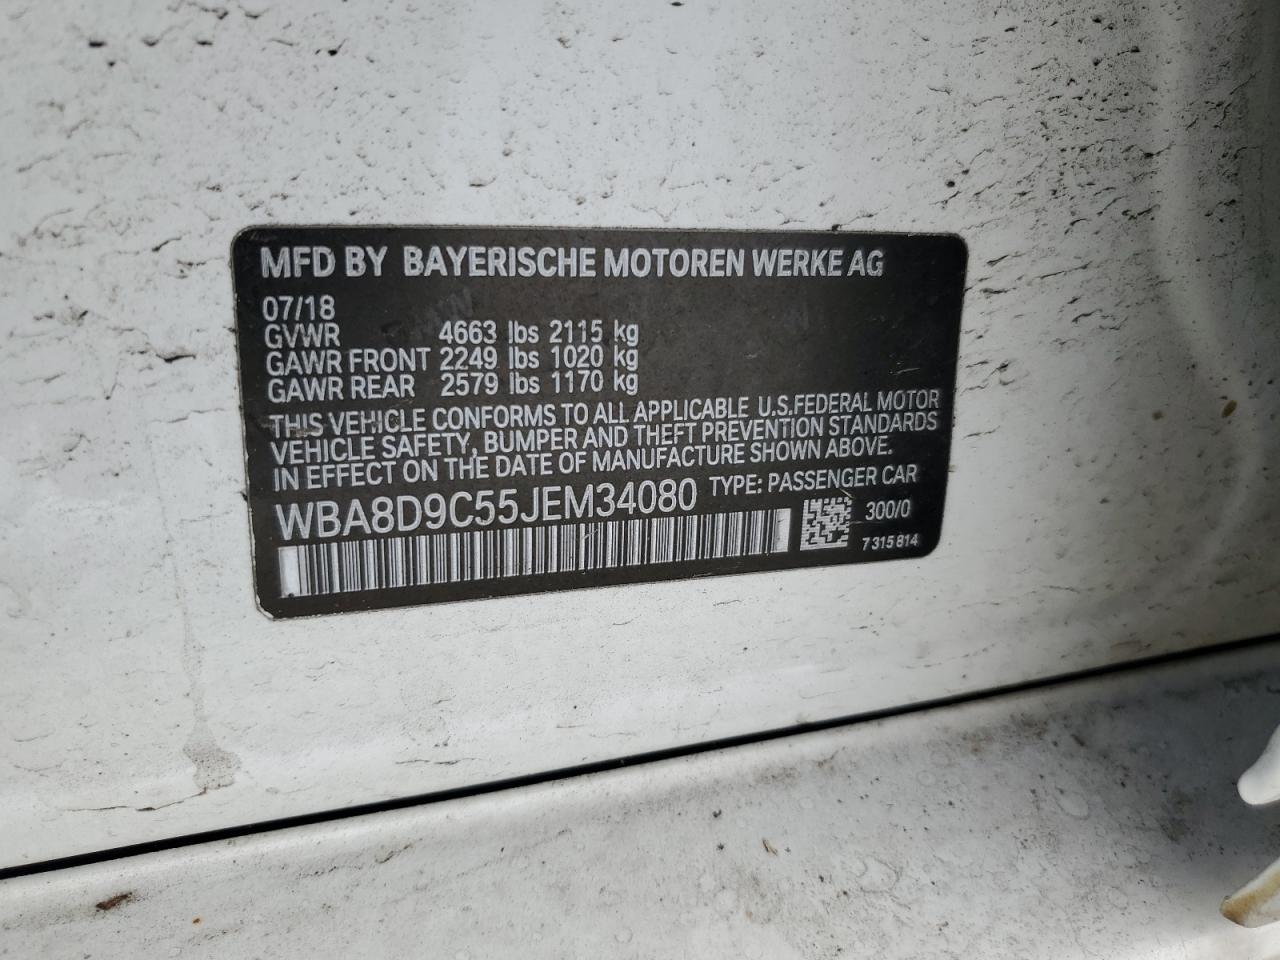 MFD BY BAYERISCHE MOTOREN WERKE AG
07/18
GVWR 4663 lbs 2115 kg
GAWR FRONT 2249 lbs 1020 kg
GAWR REAR 2579 lbs 1170 kg
THIS VEHICLE CONFORMS TO ALL APPLICABLE U.S.FEDERAL MOTOR
VEHICLE SAFETY, BUMPER AND THEFT PREVENTION STANDARDS
IN EFFECT ON THE DATE OF MANUFACTURE SHOWN ABOVE.
WBA8D9C55JEM34080 TYPE: PASSENGER CAR
300/0
7315814